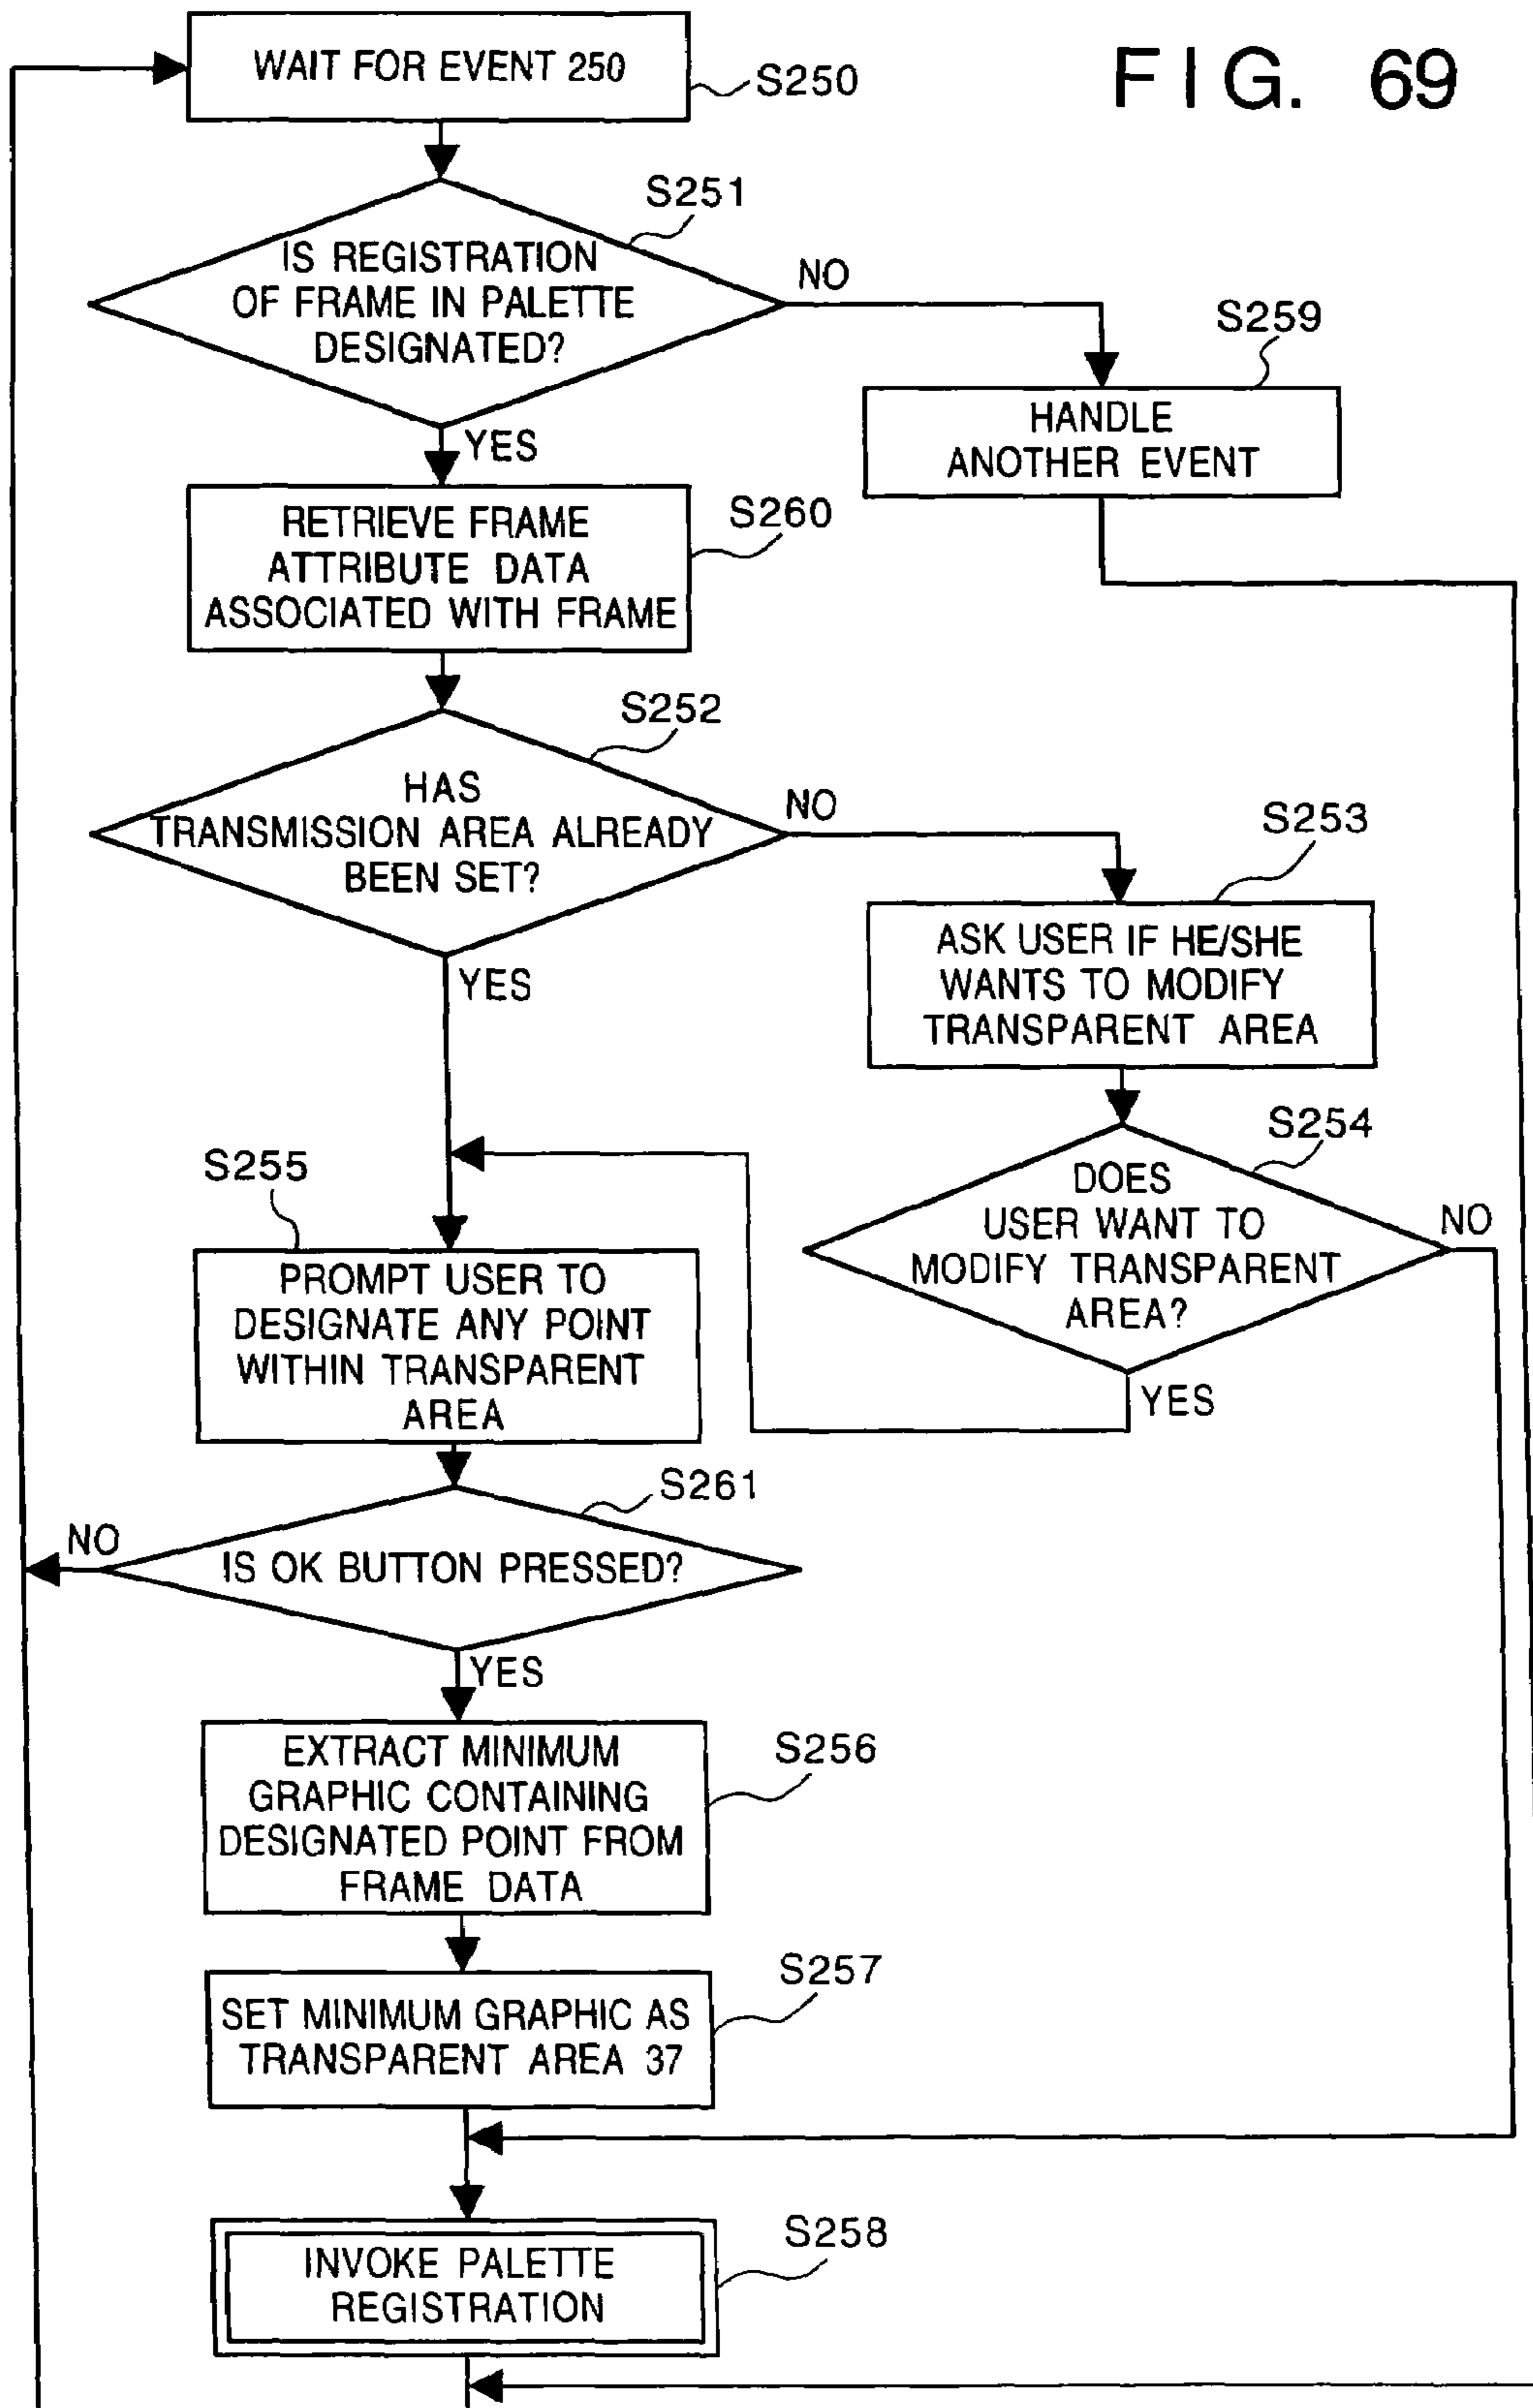 FIG. 69
WAIT FOR EVENT 250
S250
S251
IS REGISTRATION
OF FRAME IN PALETTE
DESIGNATED?
NO
YES
S259
HANDLE
ANOTHER EVENT
S260
RETRIEVE FRAME
ATTRIBUTE DATA
ASSOCIATED WITH FRAME
S252
HAS
TRANSMISSION AREA ALREADY
BEEN SET?
NO
YES
S253
ASK USER IF HE/SHE
WANTS TO MODIFY
TRANSPARENT AREA
S254
DOES
USER WANT TO
MODIFY TRANSPARENT
AREA?
NO
YES
S255
PROMPT USER TO
DESIGNATE ANY POINT
WITHIN TRANSPARENT
AREA
S261
IS OK BUTTON PRESSED?
NO
YES
S256
EXTRACT MINIMUM
GRAPHIC CONTAINING
DESIGNATED POINT FROM
FRAME DATA
S257
SET MINIMUM GRAPHIC AS
TRANSPARENT AREA 37
S258
INVOKE PALETTE
REGISTRATION